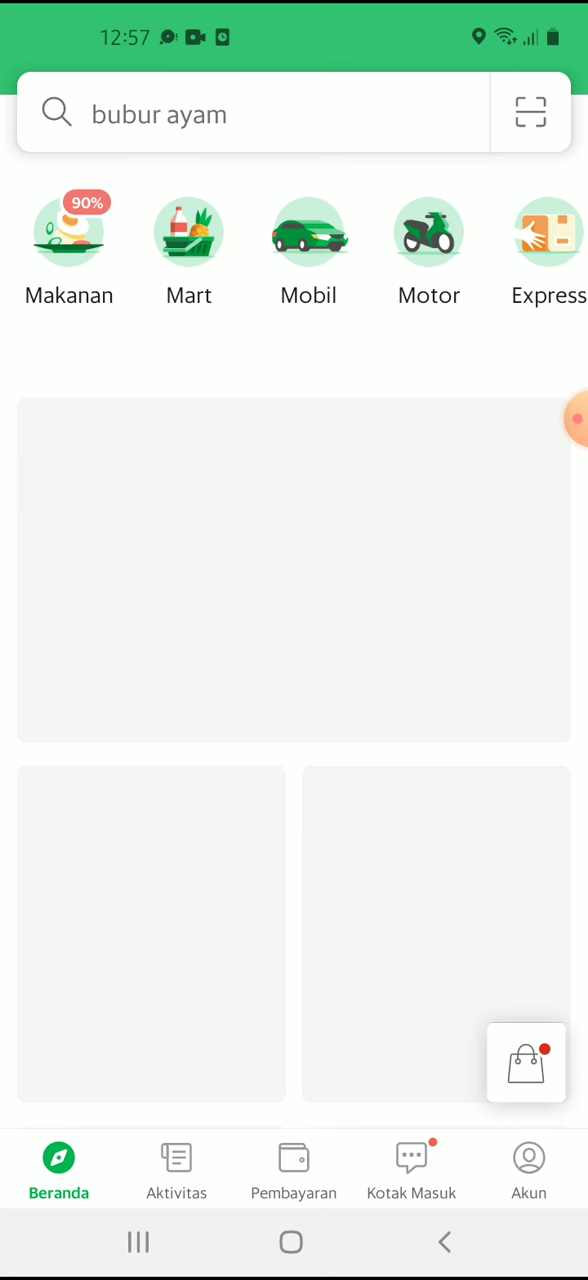 12:57
bubur ayam
90%
Makanan
Mart
Mobil
Motor
Express
Beranda
Aktivitas
Pembayaran
Kotak Masuk
Akun